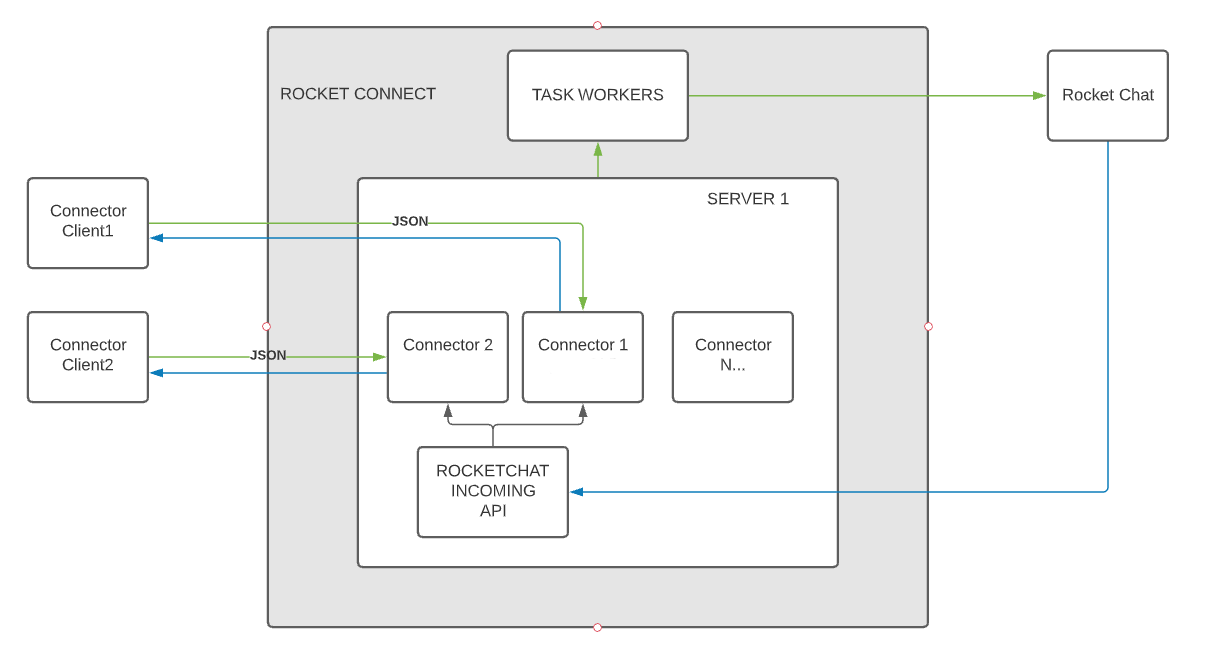 ROCKET CONNECT
TASK WORKERS
Rocket Chat
SERVER 1
Connector
Client1
JSON
Connector
Client2
JSON
Connector 2
Connector 1
Connector
N...
ROCKETCHAT
INCOMING
API